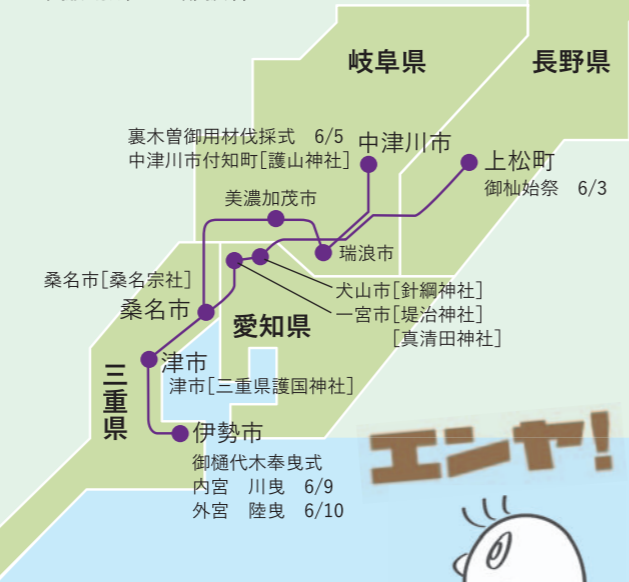 岐阜県
長野県
裏木曽御用材伐採式 6/5
中津川市付知町[護山神社]
中津川市
上松町
御杣始祭 6/3
美濃加茂市
瑞浪市
桑名市[桑名宗社]
桑名市
犬山市[針綱神社]
一宮市[堤治神社]
[真清田神社]
愛知県
三重県
津市
津市[三重県護国神社]
伊勢市
御樋代木奉曳式
内宮 川曳 6/9
外宮 陸曳 6/10
エンヤ!